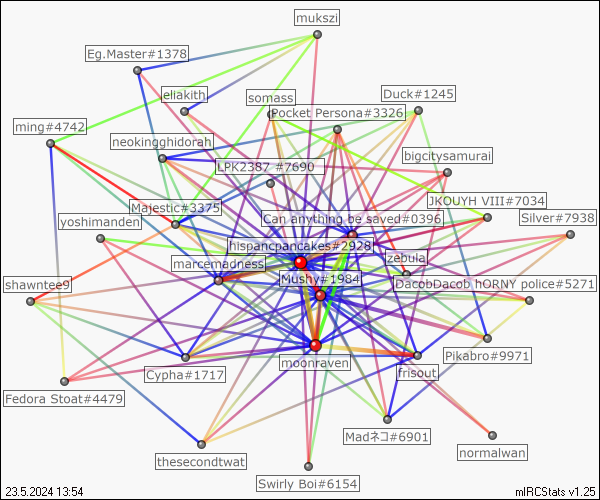 mukszi
Eg.Master#1378
eliakith
somass
Duck#1245
Pocket Persona#3326
ming#4742
neokingghidorah
bigcitysamurai
LPK2387 #7690
JKOUYH VIII#7034
Majestic#3375
Can anything be saved#0396
Silver#7938
yoshimanden
hispancpancakes#2928
marcemadness
zebula
Mushy#1984
shawntee9
DacobDacob hORNY police#5271
Pikabro#9971
moonraven
frisout
Cypha#1717
Fedora Stoat#4479
Madネコ#6901
normalwan
thesecondtwat
Swirly Boi#6154
23.5.2024 13:54
mIRCStats v1.25